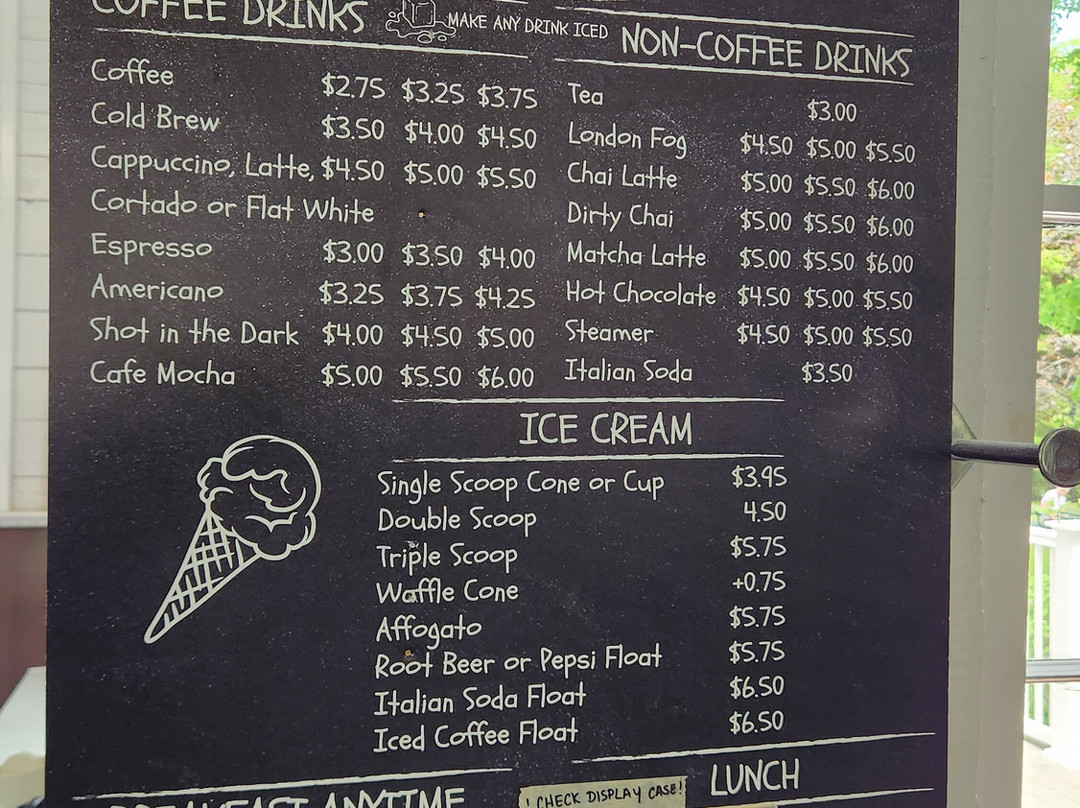 COFFEE DRINKS
MAKE ANY DRINK ICED
Coffee $2.75 $3.25 $3.75
Cold Brew $3.50 $4.00 $4.50
Cappuccino, Latte, $4.50 $5.00 $5.50
Cortado or Flat White
Espresso $3.00 $3.50 $4.00
Americano $3.25 $3.75 $4.25
Shot in the Dark $4.00 $4.50 $5.00
Cafe Mocha $5.00 $5.50 $6.00
NON-COFFEE DRINKS
Tea $3.00
London Fog $4.50 $5.00 $5.50
Chai Latte $5.00 $5.50 $6.00
Dirty Chai $5.00 $5.50 $6.00
Matcha Latte $5.00 $5.50 $6.00
Hot Chocolate $4.50 $5.00 $5.50
Steamer $4.50 $5.00 $5.50
Italian Soda $3.50
ICE CREAM
Single Scoop Cone or Cup $3.95
Double Scoop 4.50
Triple Scoop $5.75
Waffle Cone +0.75
Affogato $5.75
Root Beer or Pepsi Float $5.75
Italian Soda Float $6.50
Iced Coffee Float $6.50
BREAKFAST ANYTIME
! CHECK DISPLAY CASE!
LUNCH